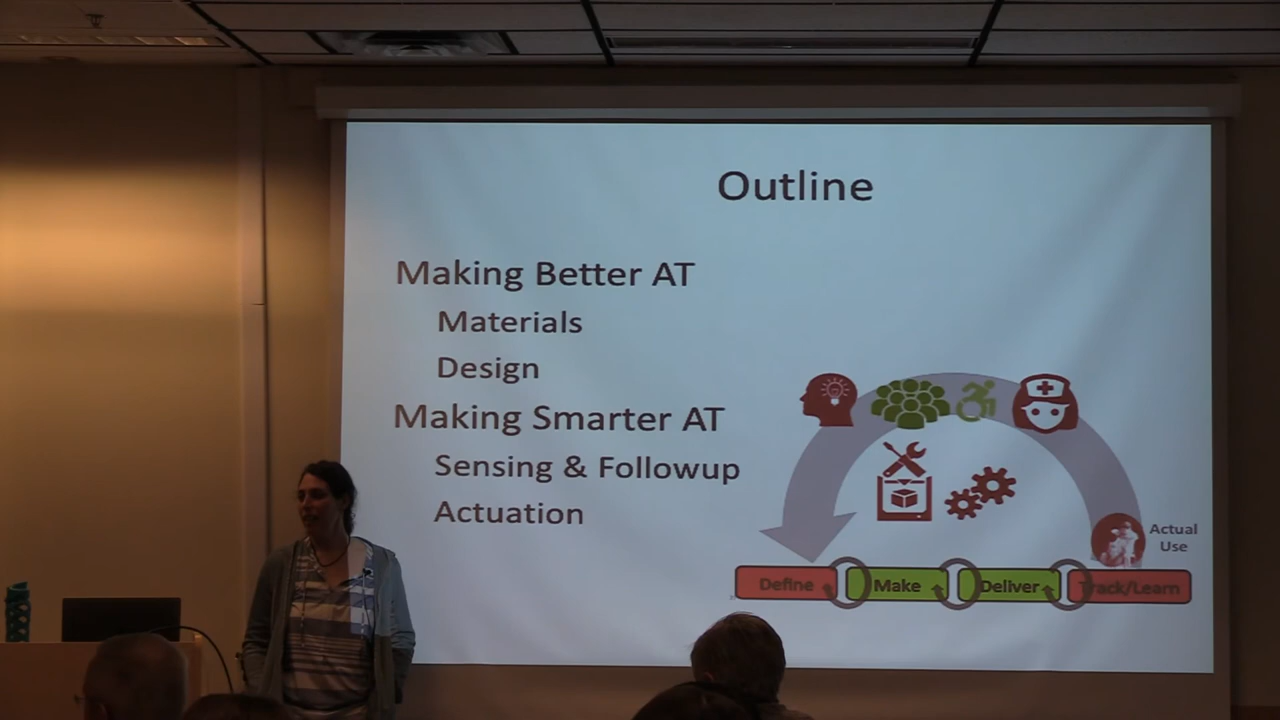 Outline
Making Better AT
Materials
Design
Making Smarter AT
Sensing & Followup
Actuation
Actual
Use
Define
Make
Deliver
Track/Learn